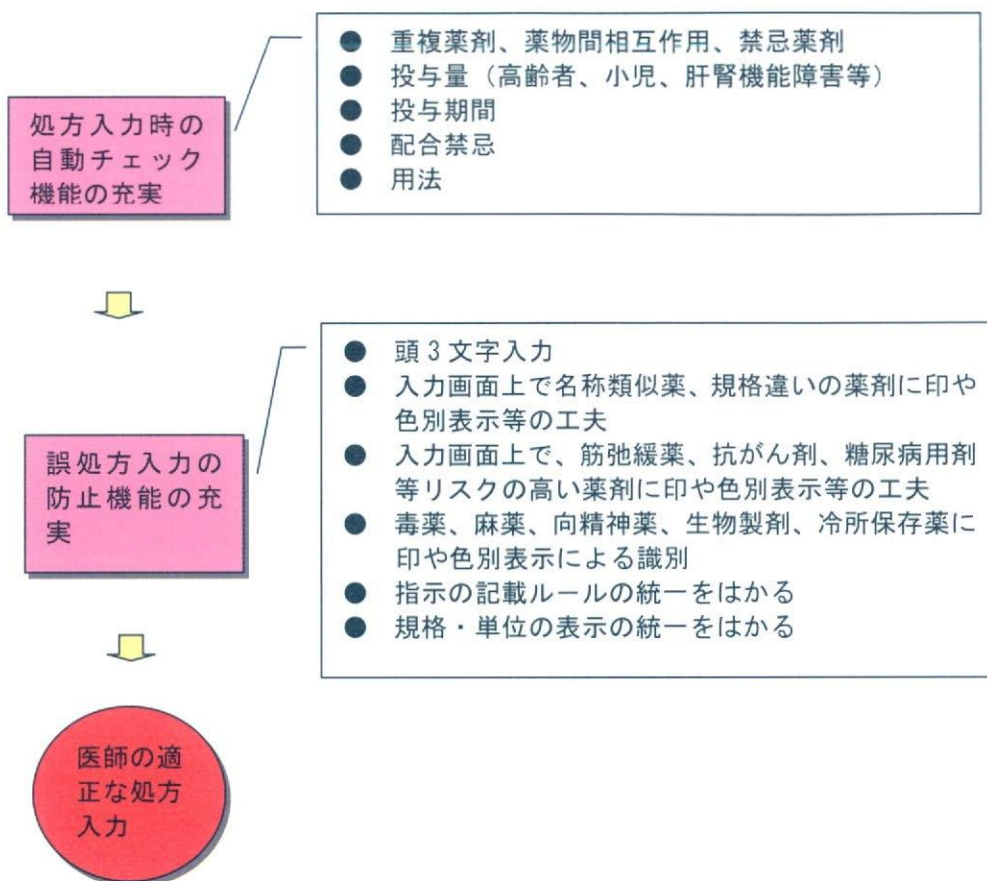 処方入力時の
自動チェック
機能の充実
● 重複薬剤、薬物間相互作用、禁忌薬剤
● 投与量（高齢者、小児、肝腎機能障害等）
● 投与期間
● 配合禁忌
● 用法
誤処方入力の
防止機能の充
実
● 頭3文字入力
● 入力画面上で名称類似薬、規格違いの薬剤に印や
色別表示等の工夫
● 入力画面上で、筋弛緩薬、抗がん剤、糖尿病用剤
等リスクの高い薬剤に印や色別表示等の工夫
● 毒薬、麻薬、向精神薬、生物製剤、冷所保存薬に
印や色別表示による識別
● 指示の記載ルールの統一をはかる
● 規格・単位の表示の統一をはかる
医師の適
正な処方
入力